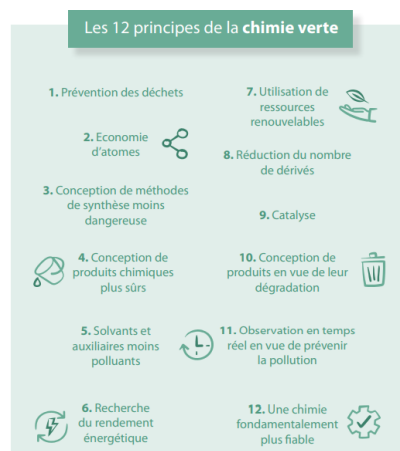 Les 12 principes de la chimie verte
1. Prévention des déchets
2. Economie
d'atomes
3. Conception de méthodes
de synthèse moins
dangereuse
4. Conception de
produits chimiques
plus sûrs
5. Solvants et
auxiliaires moins
polluants
6. Recherche
du rendement
énergétique
7. Utilisation de
ressources
renouvelables
8. Réduction du nombre
de dérivés
9. Catalyse
10. Conception de
produits en vue de leur
dégradation
11. Observation en temps
réel en vue de prévenir
la pollution
12. Une chimie
fondamentalement
plus fiable